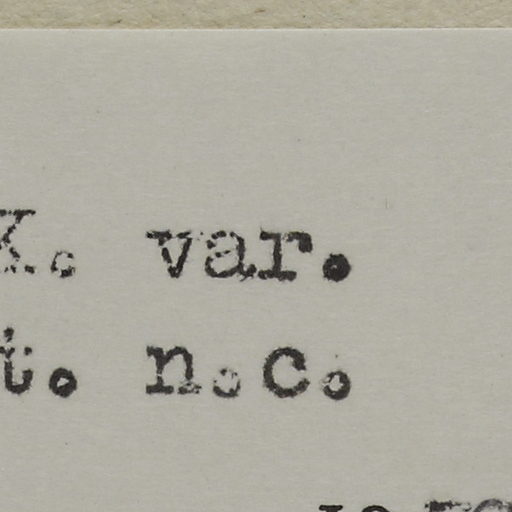 K. var.
t. n.c.